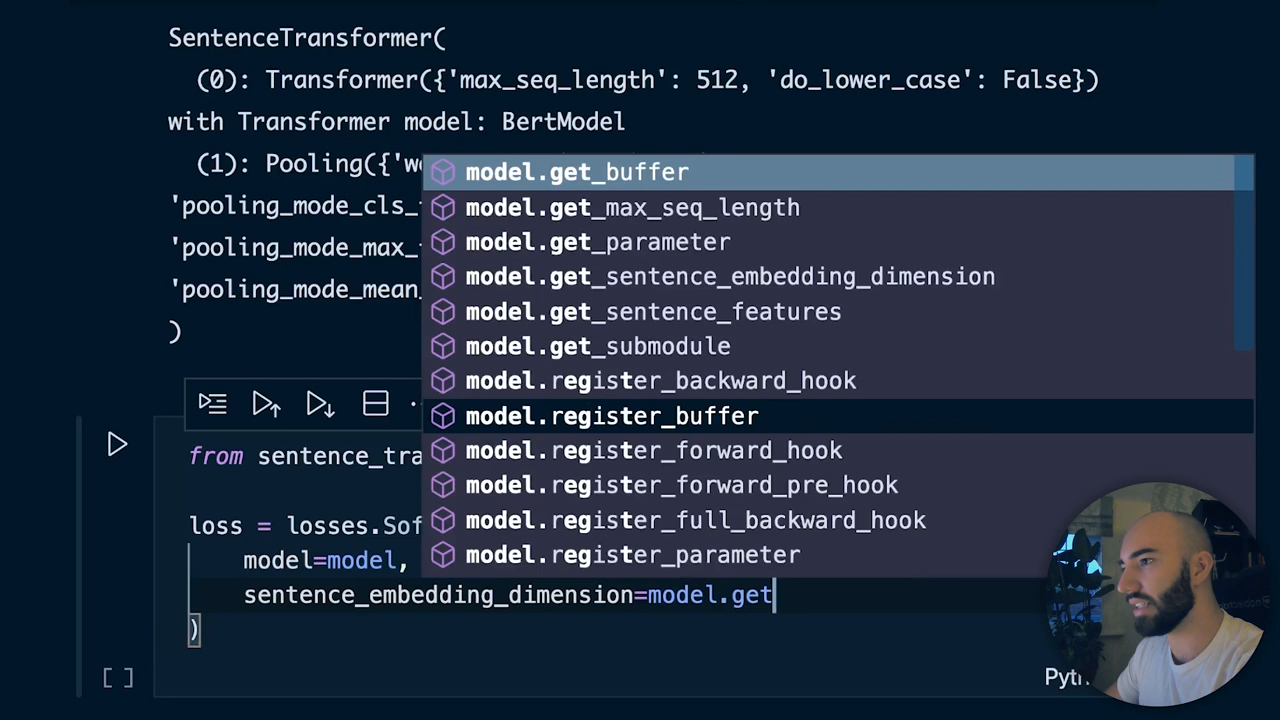 SentenceTransformer(
(0): Transformer({'max_seq_length': 512, 'do_lower_case': False})
with Transformer model: BertModel
(1): Pooling({'wo
'pooling_mode_cls_
'pooling_mode_max_
'pooling_mode_mean_
)
model.get_buffer
model.get_max_seq_length
model.get_parameter
model.get_sentence_embedding_dimension
model.get_sentence_features
model.get_submodule
model.register_backward_hook
model.register_buffer
model.register_forward_hook
model.register_forward_pre_hook
model.register_full_backward_hook
model.register_parameter
from sentence_tra
loss = losses.Sof
model=model,
sentence_embedding_dimension=model.get
)
[ ]